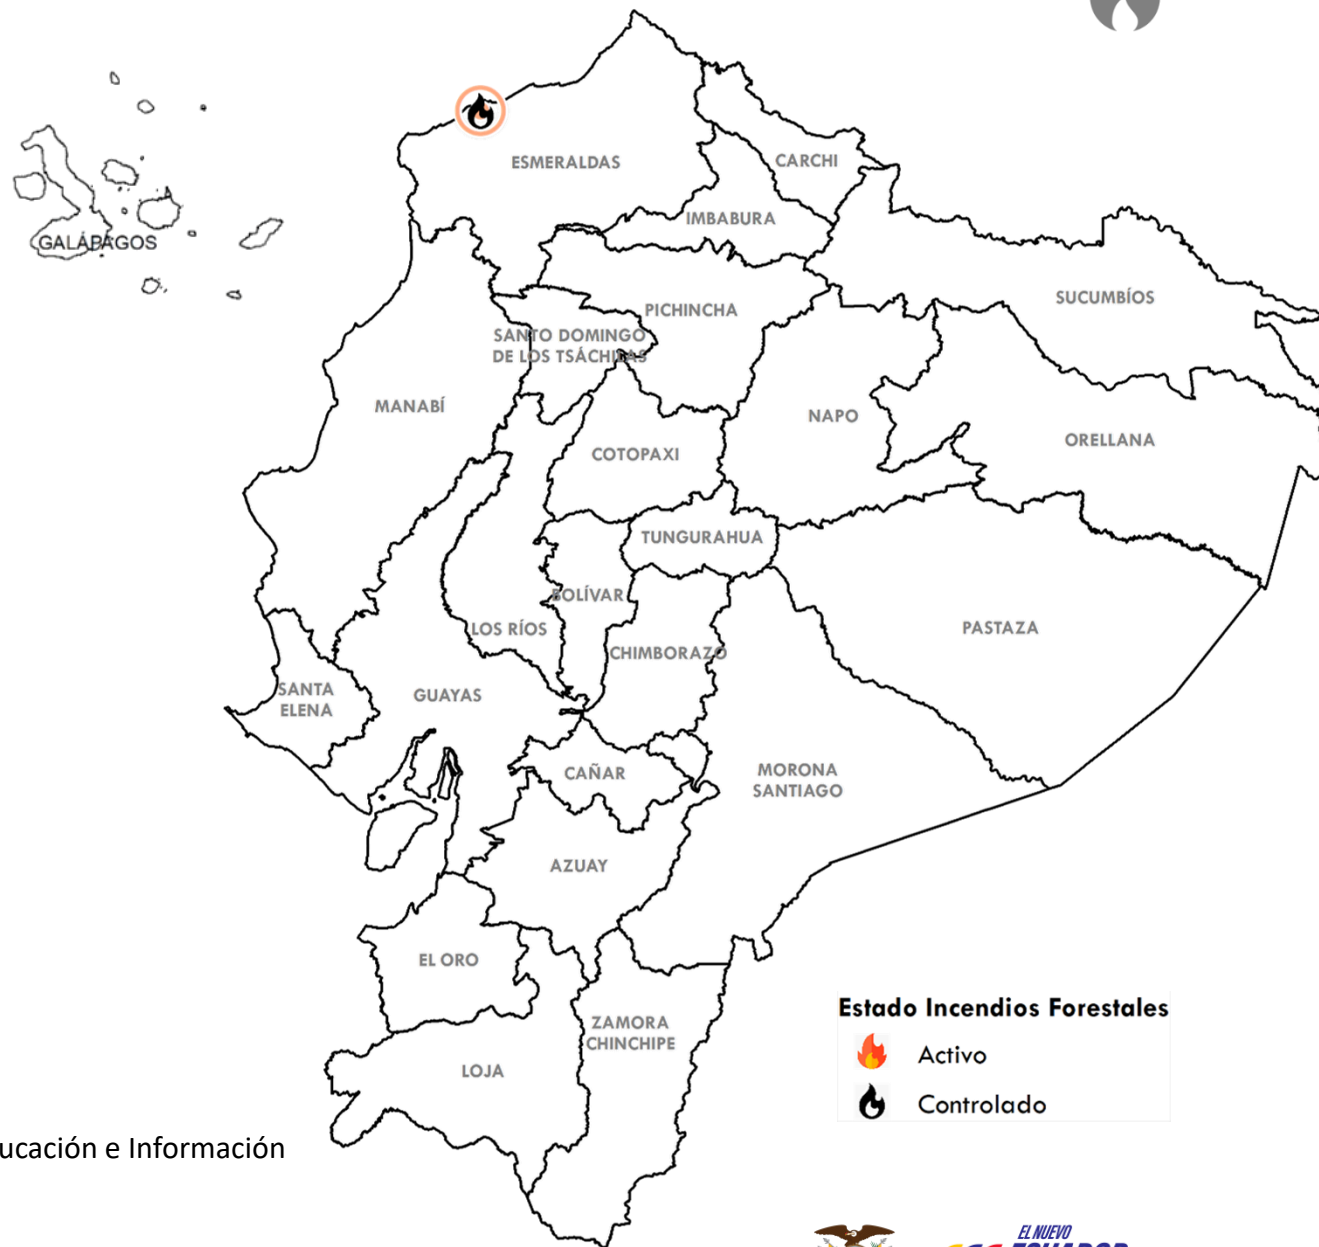 ESMERALDAS
CARCHI
IMBABURA
GALÁPAGOS
SUCUMBÍOS
PICHINCHA
SANTO DOMINGO
DE LOS TSÁCHILAS
MANABÍ
NAPO
ORELLANA
COTOPAXI
TUNGURAHUA
BOLÍVAR
LOS RÍOS
PASTAZA
CHIMBORAZO
SANTA
ELENA
GUAYAS
CAÑAR
MORONA
SANTIAGO
AZUAY
EL ORO
ZAMORA
CHINCHIPE
LOJA
Estado Incendios Forestales
Activo
Controlado
ucación e Información
EL NUEVO
ECUADOR